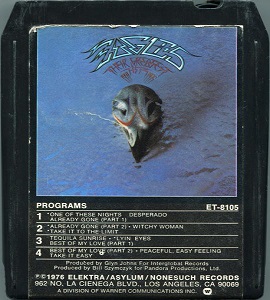 EAGLES
THEIR GREATEST HITS
1971-1975
PROGRAMS ET-8105
1 *ONE OF THESE NIGHTS DESPERADO
ALREADY GONE (PART 1)
2 *ALREADY GONE (PART 2) - WITCHY WOMAN
*TAKE IT TO THE LIMIT
3 TEQUILA SUNRISE - *LYIN EYES
BEST OF MY LOVE (PART 1)
4 BEST OF MY LOVE (PART 2) - PEACEFUL, EASY FEELING
TAKE IT EASY
Produced by Glyn Johns For Interglobal Records
*Produced by Bill Szymczyk for Pandora Productions, Ltd.
℗©1976 ELEKTRA/ASYLUM/NONESUCH RECORDS
962 NO. LA CIENEGA BLVD., LOS ANGELES, CA 90069
A DIVISION OF WARNER COMMUNICATIONS INC.